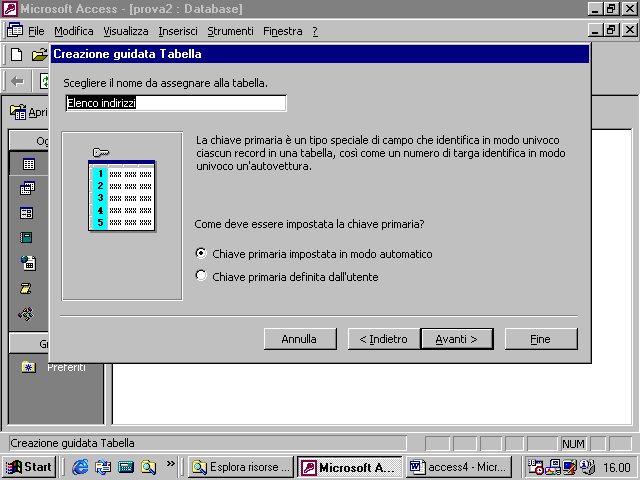 Microsoft Access - [prova2 : Database]
File Modifica Visualizza Inserisci Strumenti Finestra ?
Creazione guidata Tabella
Scegliere il nome da assegnare alla tabella.
Elenco indirizzi
Apri
Og
La chiave primaria è un tipo speciale di campo che identifica in modo univoco
ciascun record in una tabella, così come un numero di targa identifica in modo
univoco un'autovettura.
1 xxx xxx xxx
2 xxx xxx xxx
3 xxx xxx xxx
4 xxx xxx xxx
5 xxx xxx xxx
Come deve essere impostata la chiave primaria?
Chiave primaria impostata in modo automatico
Chiave primaria definita dall'utente
Annulla < Indietro Avanti > Fine
Gr
Preferiti
Creazione guidata Tabella NUM
Start » Esplora risorse ... Microsoft A... access4 - Micr... 16.00